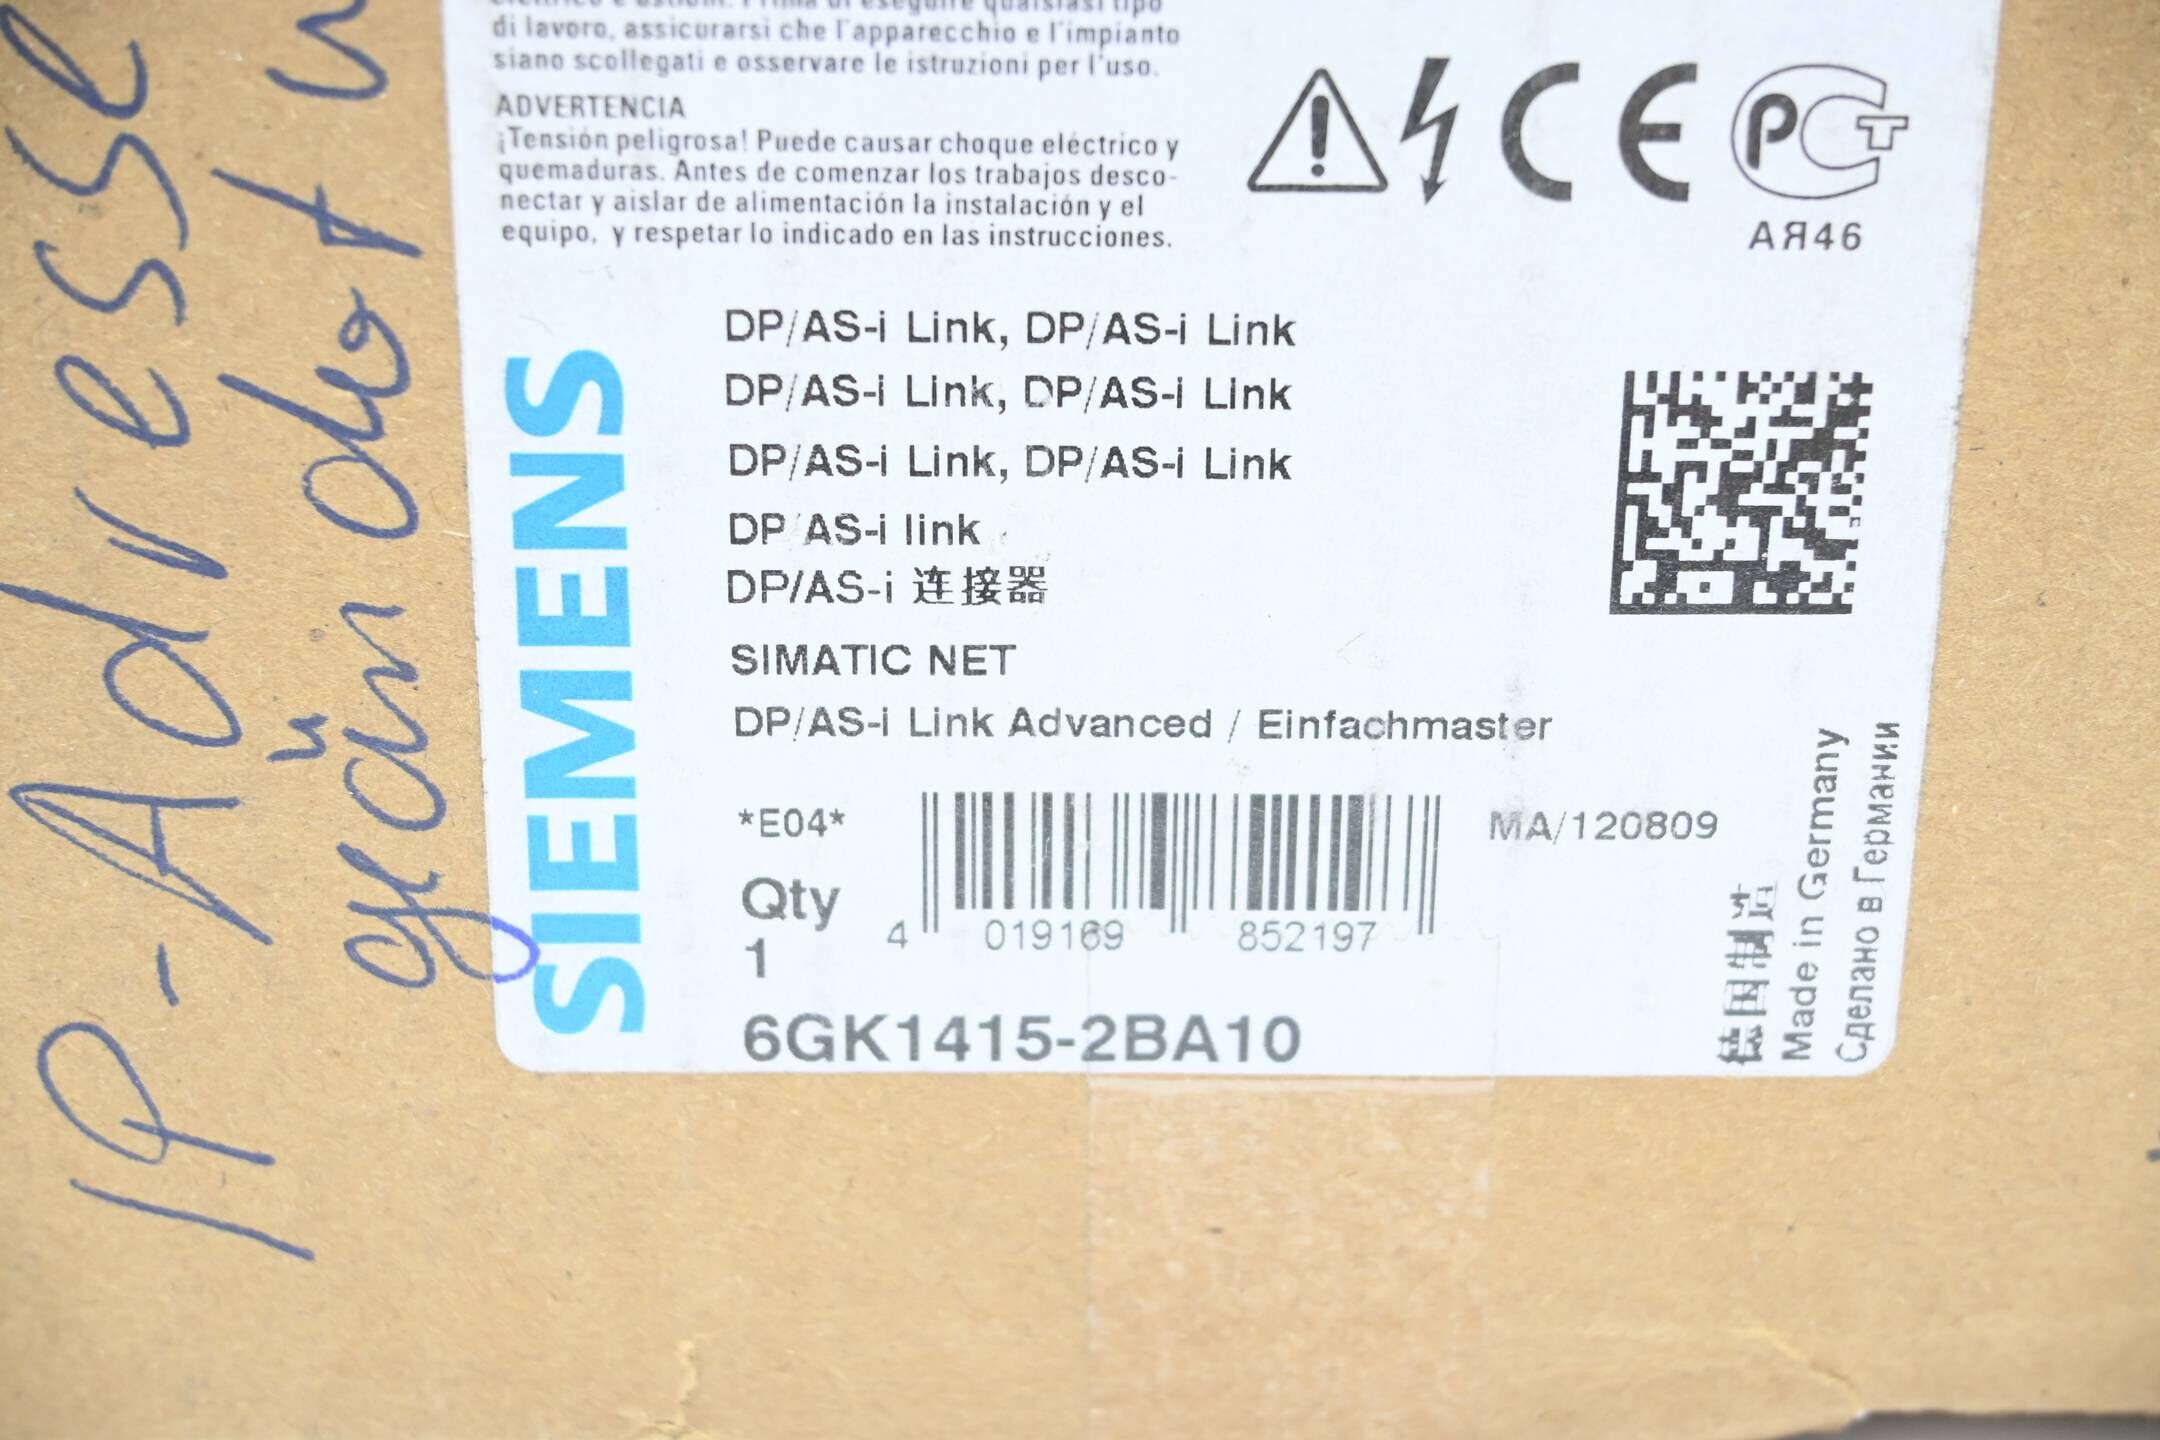 di lavoro, assicurarsi che l'apparecchio e l'impianto
siano scollegati e osservare le istruzioni per l'uso.
ADVERTENCIA
¡Tensión peligrosa! Puede causar choque eléctrico y
quemaduras. Antes de comenzar los trabajos desco-
nectar y aislar de alimentación la instalación y el
equipo, y respetar lo indicado en las instrucciones.
CE
PCT
AЯ46
SIEMENS
DP/AS-i Link, DP/AS-i Link
DP/AS-i Link, DP/AS-i Link
DP/AS-i Link, DP/AS-i Link
DP AS-i link
DP/AS-i 连接器
SIMATIC NET
DP/AS-i Link Advanced / Einfachmaster
*E04*
MA/120809
Qty
1
4 019169 852197
6GK1415-2BA10
德国制造
Made in Germany
Сделано в Германии
IP-Adresse
geändert